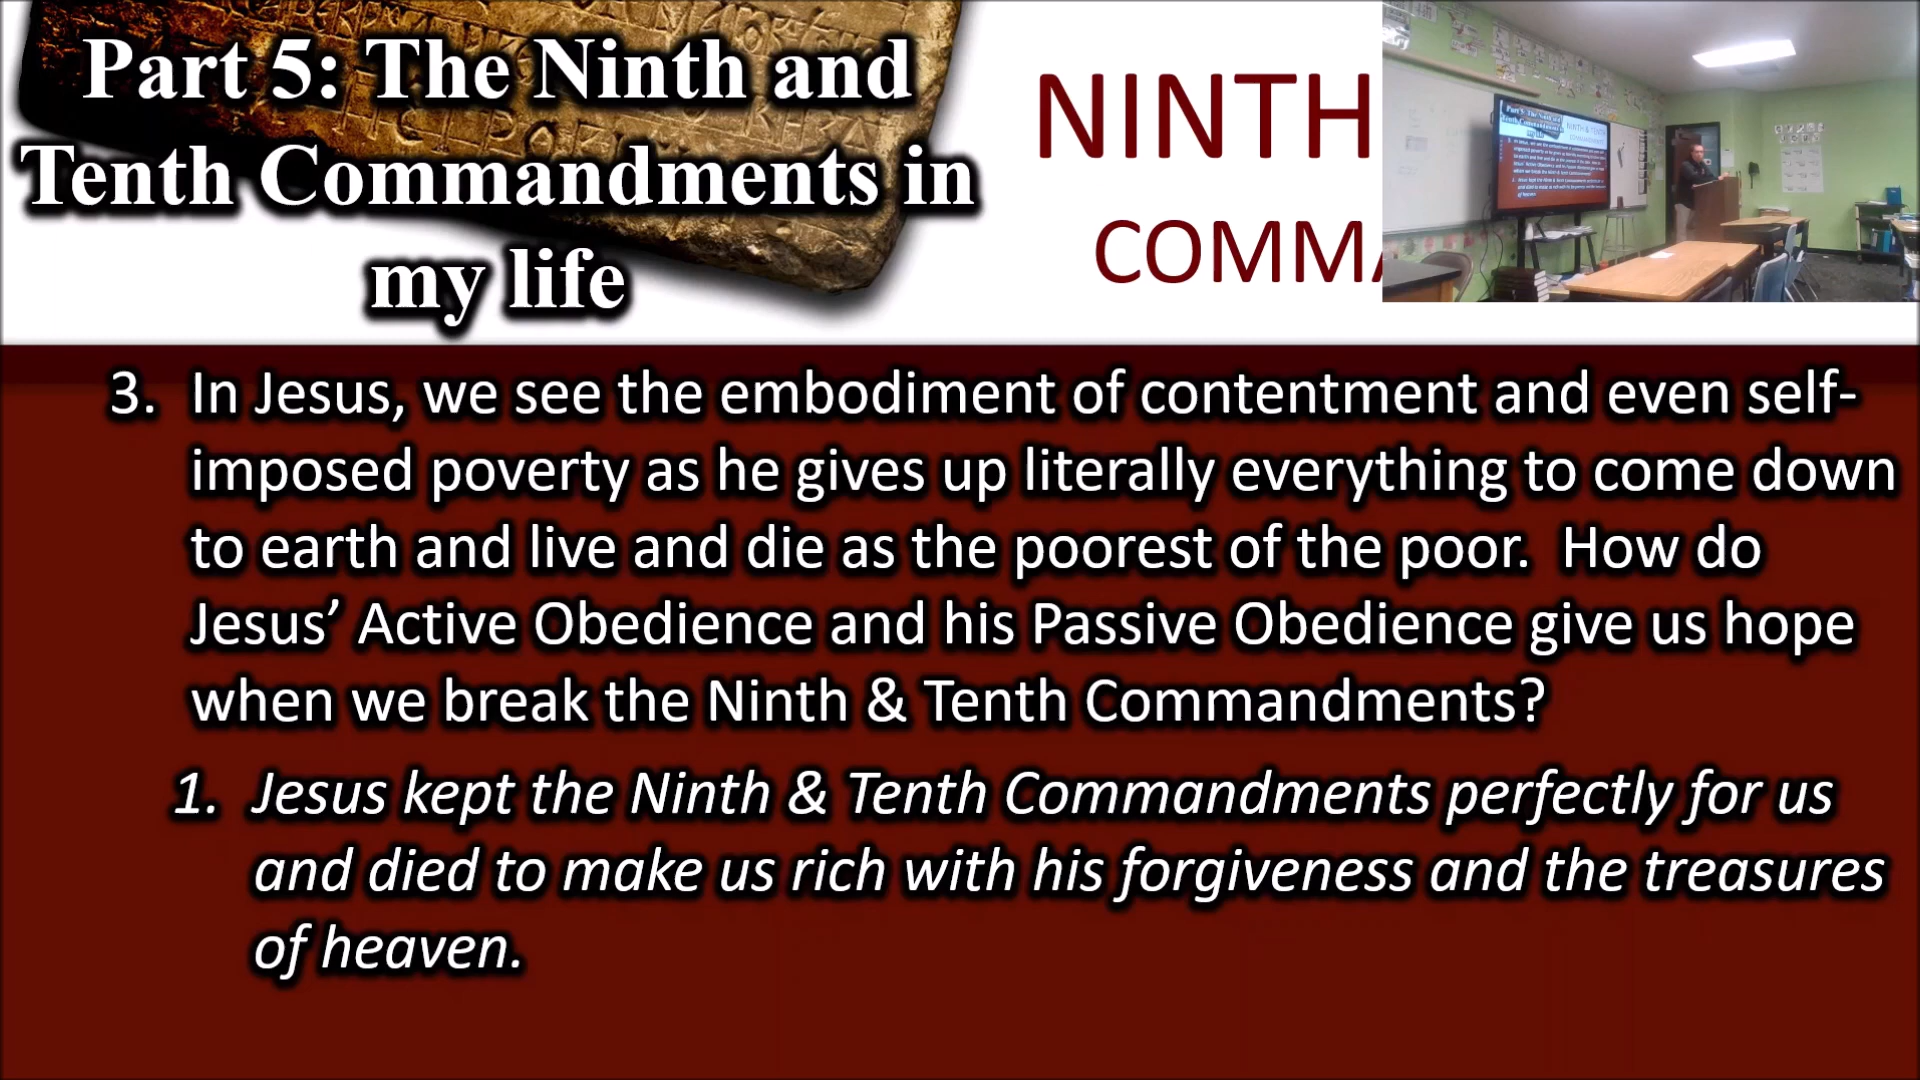 Part 5: The Ninth and
Tenth Commandments in
my life
NINTH
COMMA
3. In Jesus, we see the embodiment of contentment and even self-
imposed poverty as he gives up literally everything to come down
to earth and live and die as the poorest of the poor. How do
Jesus’ Active Obedience and his Passive Obedience give us hope
when we break the Ninth & Tenth Commandments?
1. Jesus kept the Ninth & Tenth Commandments perfectly for us
and died to make us rich with his forgiveness and the treasures
of heaven.